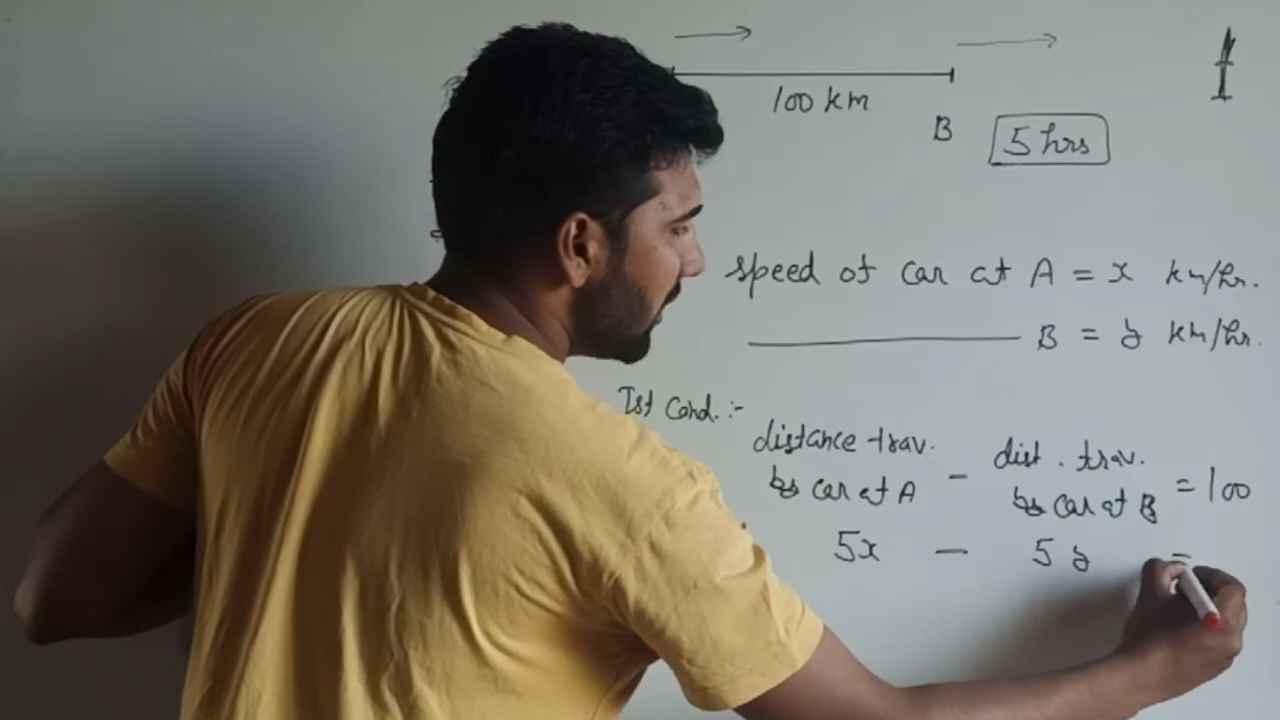 100 km
B
5 hrs
speed of car at A = x km/hr.
B = y km/hr.
Ist Cond. :-
distance trav. by car at A - dist. trav. by car at B = 100
5x - 5y =